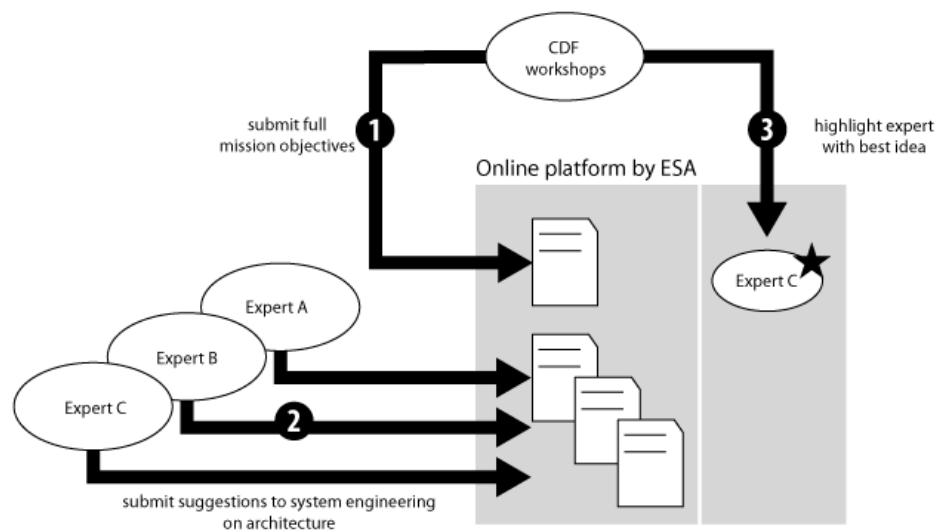 CDF
workshops
1
submit full
mission objectives
3
highlight expert
with best idea
Online platform by ESA
Expert C
Expert A
Expert B
Expert C
2
submit suggestions to system engineering
on architecture